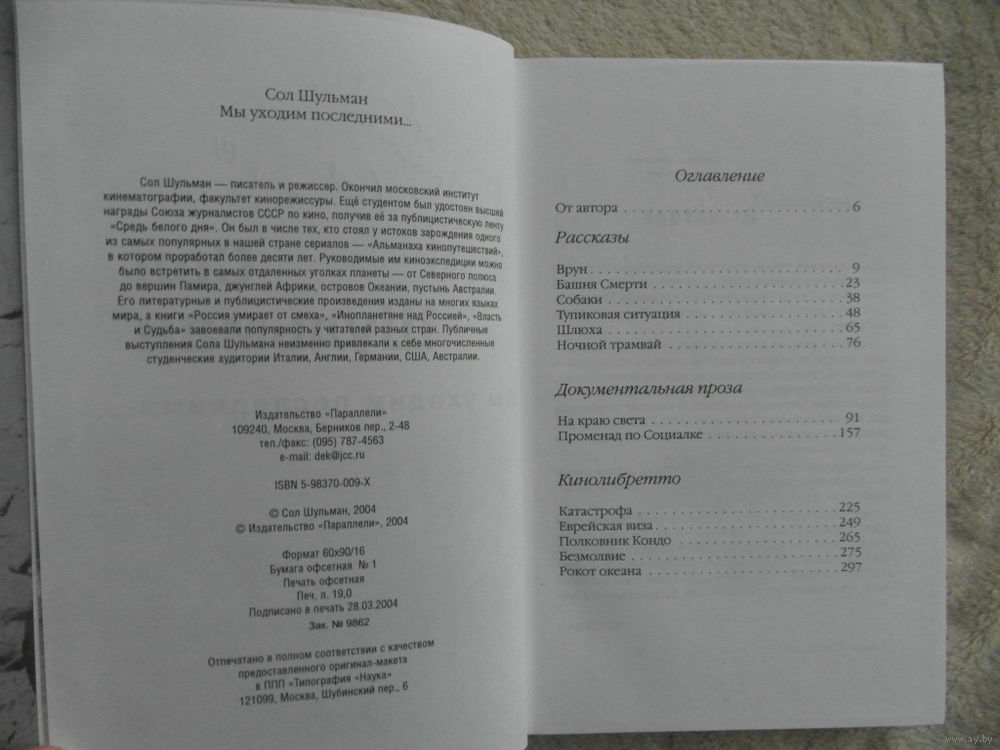 Сол Шульман
Мы уходим последними...
Сол Шульман — писатель и режиссер. Окончил московский институт
кинематографии, факультет кинорежиссуры. Ещё студентом был удостоен высшей
награды Союза журналистов СССР по кино, получив её за публицистическую ленту
«Средь белого дня». Он был в числе тех, кто стоял у истоков зарождения одного
из самых популярных в нашей стране сериалов — «Альманаха кинопутешествий»,
в котором проработал более десяти лет. Руководимые им киноэкспедиции можно
было встретить в самых отдаленных уголках планеты — от Северного полюса
до вершин Памира, джунглей Африки, островов Океании, пустынь Австралии.
Его литературные и публицистические произведения изданы на многих языках
мира, а книги «Россия умирает от смеха», «Инопланетяне над Россией», «Власть
и Судьба» завоевали популярность у читателей разных стран. Публичные
выступления Сола Шульмана неизменно привлекали к себе многочисленные
студенческие аудитории Италии, Англии, Германии, США, Австралии.
Издательство «Параллели»
109240, Москва, Берников пер., 2-48
тел./факс: (095) 787-4563
e-mail: dek@jcc.ru
ISBN 5-98370-009-X
© Сол Шульман, 2004
© Издательство «Параллели», 2004
Формат 60x90/16
Бумага офсетная № 1
Печать офсетная
Печ. л. 19,0
Подписано в печать 28.03.2004
Зак. № 9862
Отпечатано в полном соответствии с качеством
предоставленного оригинал-макета
в ППП «Типография «Наука»
121099, Москва, Шубинский пер., 6
Оглавление
От автора . . . . . . . . . . . . . . . . . . . . . . 6
Рассказы
Врун . . . . . . . . . . . . . . . . . . . . . . . . . 9
Башня Смерти . . . . . . . . . . . . . . . . . . . 23
Собаки . . . . . . . . . . . . . . . . . . . . . . . 38
Тупиковая ситуация . . . . . . . . . . . . . . . 48
Шлюха . . . . . . . . . . . . . . . . . . . . . . . 65
Ночной трамвай . . . . . . . . . . . . . . . . . 76
Документальная проза
На краю света . . . . . . . . . . . . . . . . . . 91
Променад по Социалке . . . . . . . . . . . . . 157
Кинолибретто
Катастрофа . . . . . . . . . . . . . . . . . . . 225
Еврейская виза . . . . . . . . . . . . . . . . . 249
Полковник Кондо . . . . . . . . . . . . . . . 265
Безмолвие . . . . . . . . . . . . . . . . . . . . 275
Рокот океана . . . . . . . . . . . . . . . . . . 297
www.ay.by